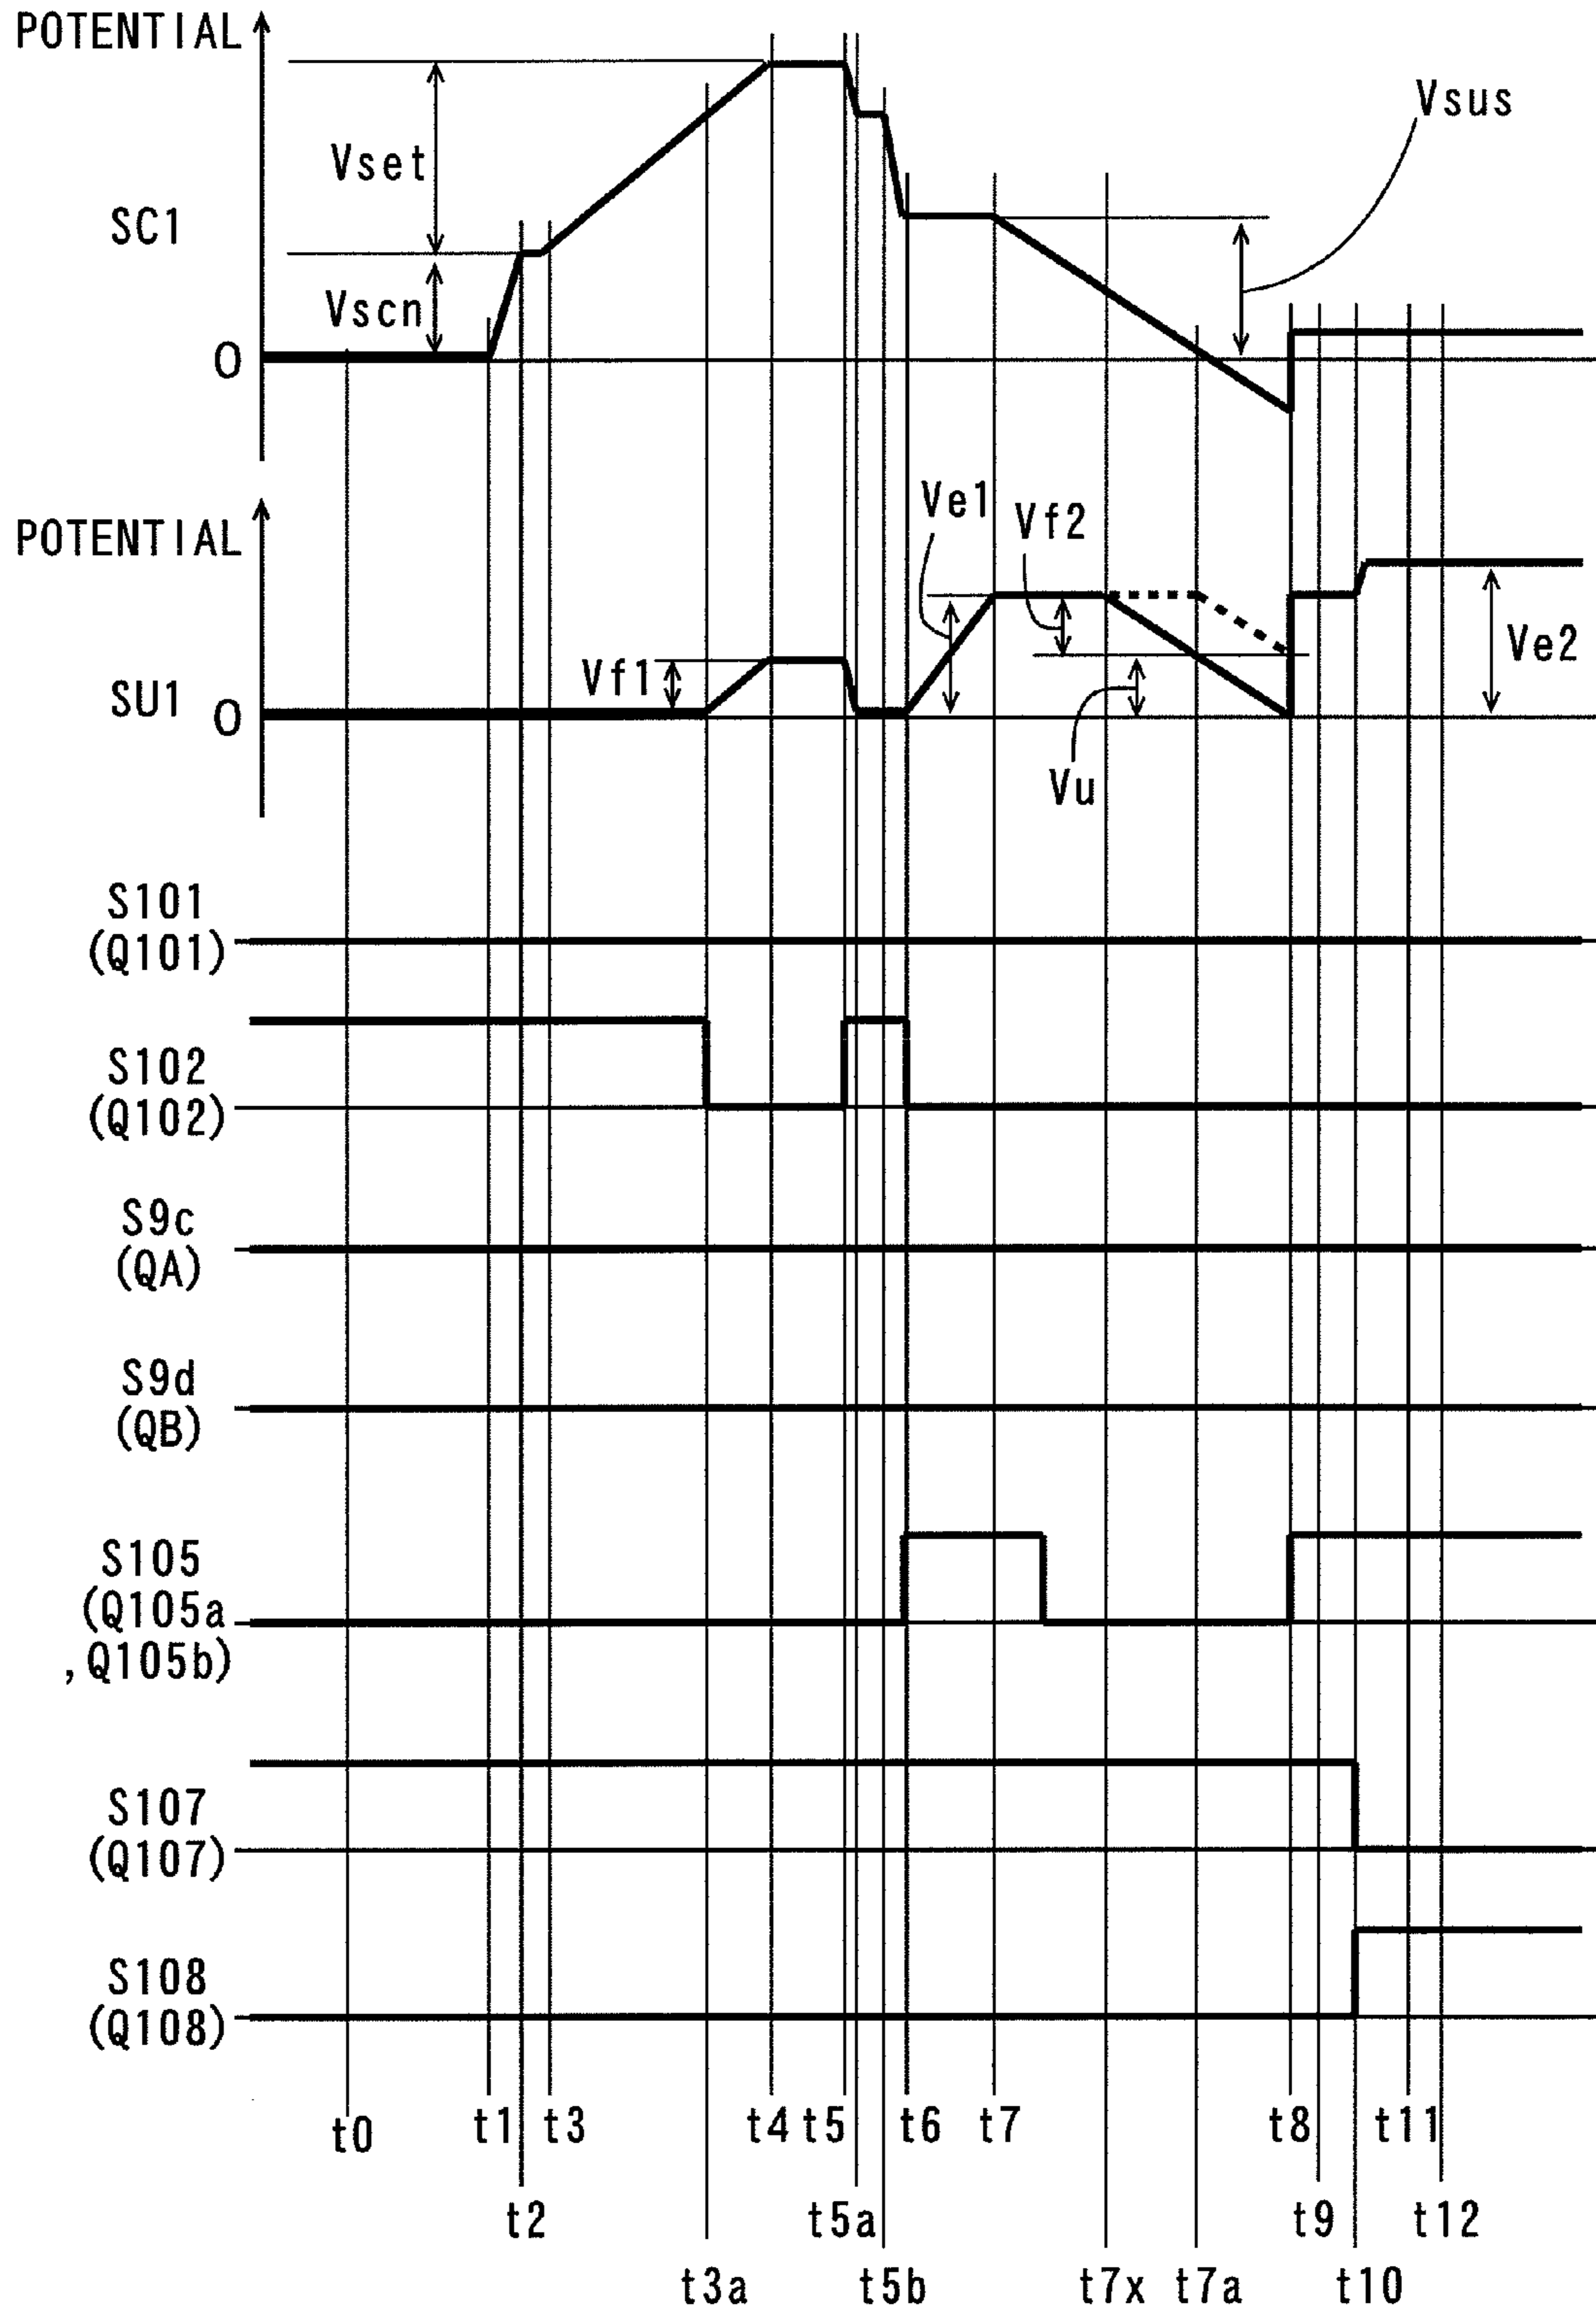 POTENTIAL
Vsus
Vset
SC1
Vscn
0
Ve1
Vf2
POTENTIAL
Vf1
Ve2
SU1
0
Vu
S101
(Q101)
S102
(Q102)
S9c
(QA)
S9d
(QB)
S105
(Q105a
,Q105b)
S107
(Q107)
S108
(Q108)
t0 t1 t3 t4 t5 t6 t7 t8 t11
t2 t5a t9 t12
t3a t5b t7x t7a t10